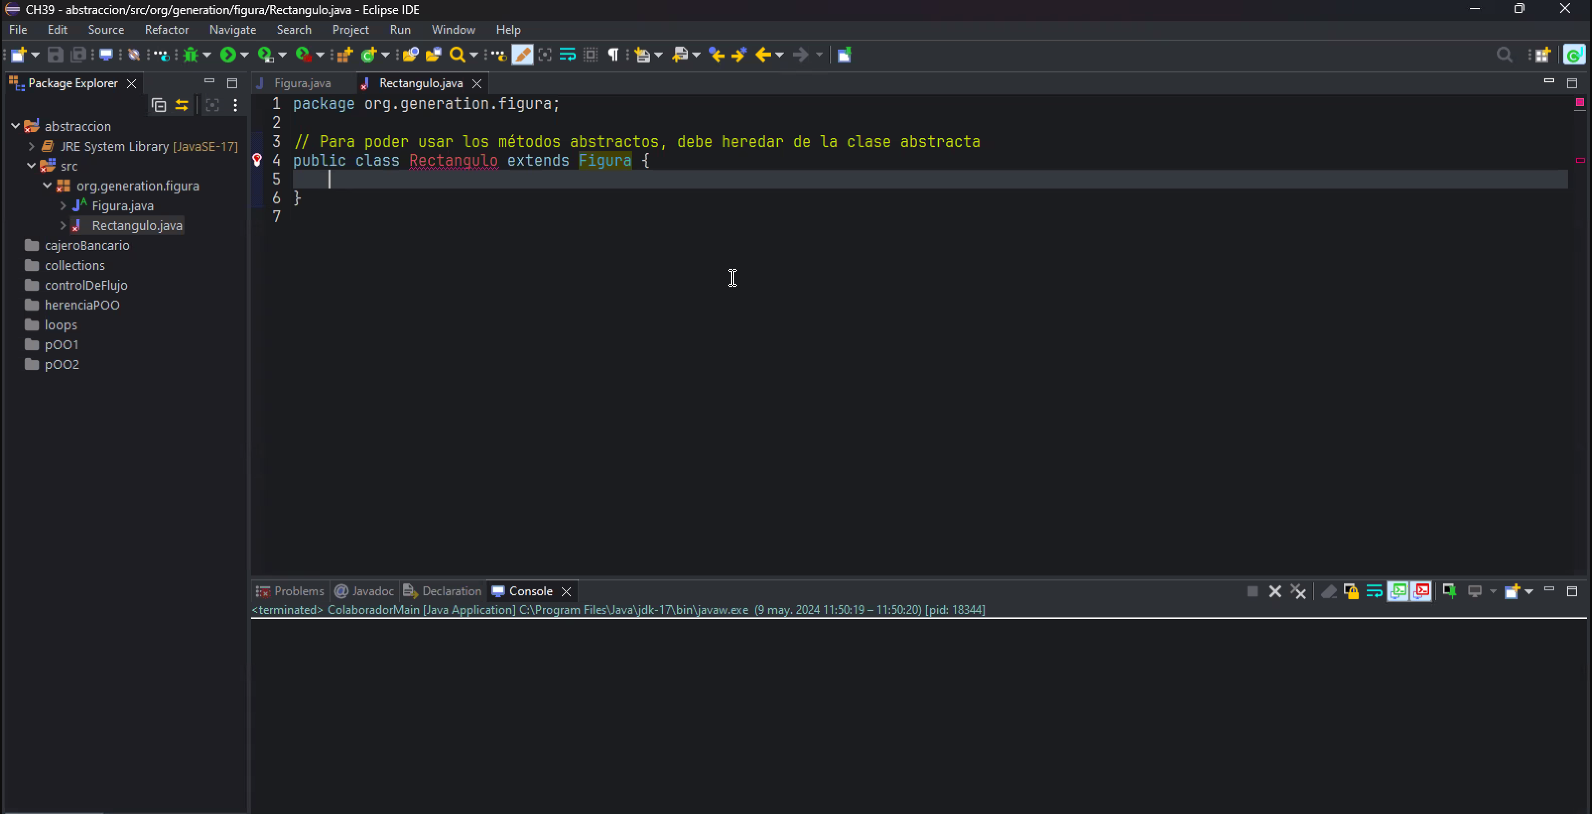 CH39 - abstraccion/src/org/generation/figura/Rectangulo.java - Eclipse IDE
File Edit Source Refactor Navigate Search Project Run Window Help
Package Explorer
Figura.java
Rectangulo.java
abstraccion
JRE System Library [JavaSE-17]
src
org.generation.figura
Figura.java
Rectangulo.java
cajeroBancario
collections
controlDeFlujo
herenciaPOO
loops
pOO1
pOO2
1 package org.generation.figura;
2
3 // Para poder usar los métodos abstractos, debe heredar de la clase abstracta
4 public class Rectangulo extends Figura {
5
6 }
7
Problems Javadoc Declaration Console
<terminated> ColaboradorMain [Java Application] C:\Program Files\Java\jdk-17\bin\javaw.exe (9 may. 2024 11:50:19 – 11:50:20) [pid: 18344]